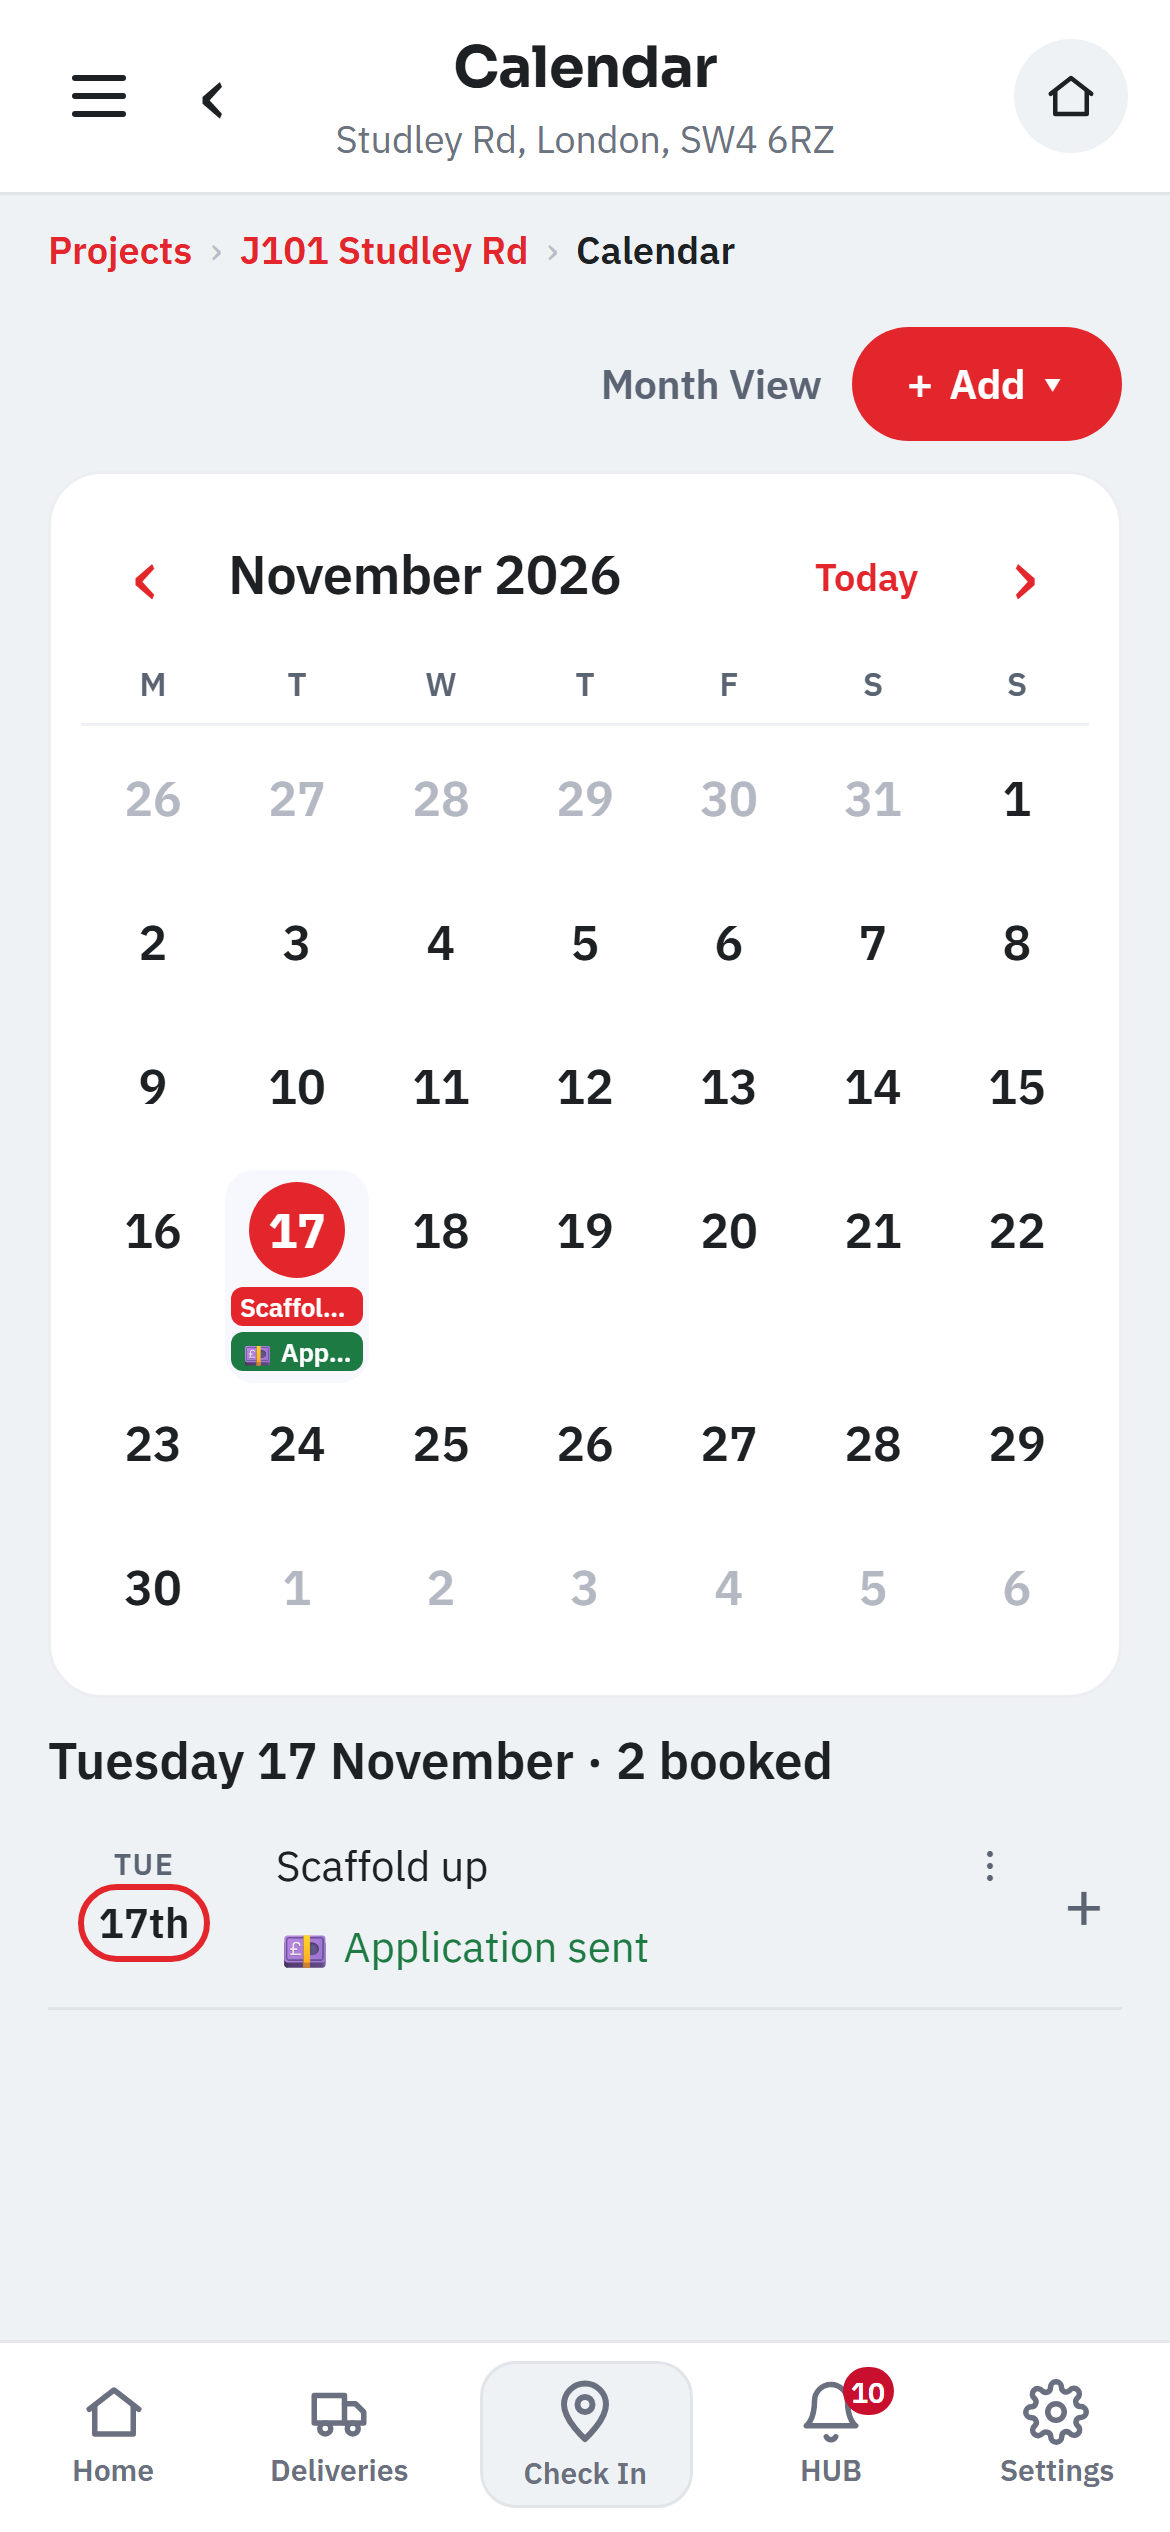 Calendar
Studley Rd, London, SW4 6RZ
Projects › J101 Studley Rd › Calendar
Month View + Add ▼
‹ November 2026 Today ›
M T W T F S S
26 27 28 29 30 31 1
2 3 4 5 6 7 8
9 10 11 12 13 14 15
16 17 18 19 20 21 22
Scaffol...
💷 App...
23 24 25 26 27 28 29
30 1 2 3 4 5 6
Tuesday 17 November · 2 booked
TUE
17th
Scaffold up
💷 Application sent
+
10
Home Deliveries Check In HUB Settings